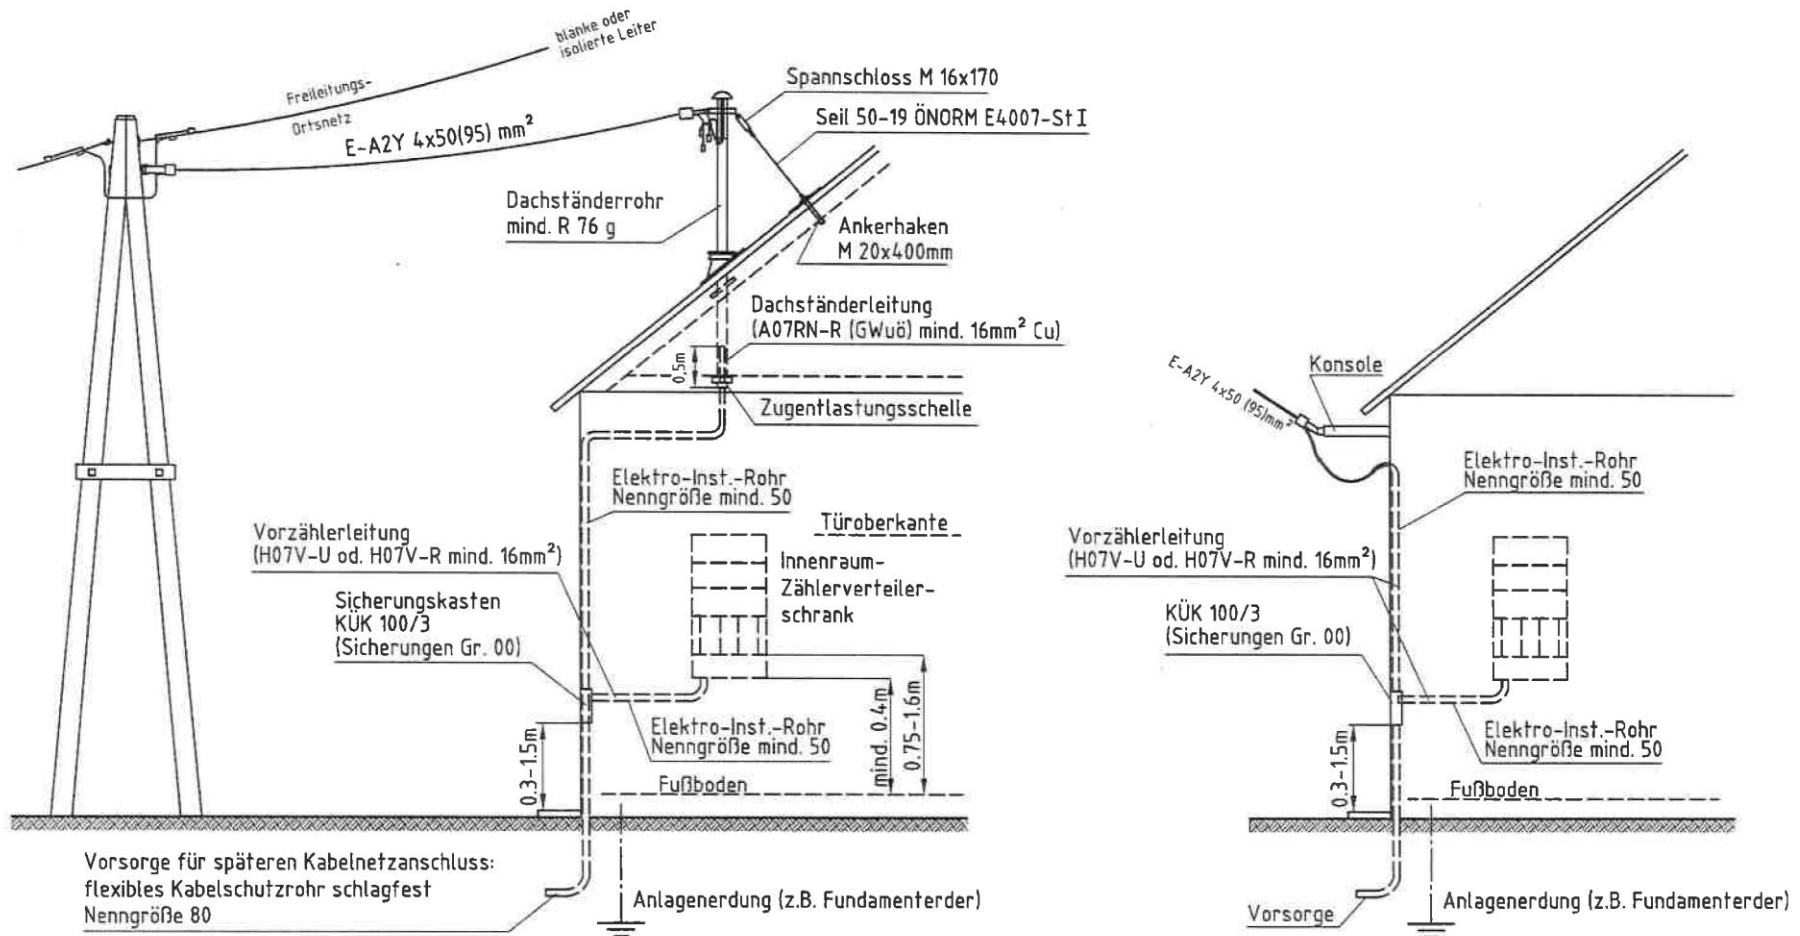 blanke oder
isolierte Leiter
Freileitungs-
Ortsnetz
E-A2Y 4x50(95) mm²
Spannschloss M 16x170
Seil 50-19 ÖNORM E4007-St I
Dachständerrohr
mind. R 76 g
Ankerhaken
M 20x400mm
Dachständerleitung
(A07RN-R (GWuö) mind. 16mm² Cu)
0,5m
Zugentlastungsschelle
Elektro-Inst.-Rohr
Nenngröße mind. 50
Türoberkante
Vorzählerleitung
(H07V-U od. H07V-R mind. 16mm²)
Innenraum-
Zählerverteiler-
schrank
Sicherungskasten
KÜK 100/3
(Sicherungen Gr. 00)
Elektro-Inst.-Rohr
Nenngröße mind. 50
mind. 0.4m
0.75-1.6m
0.3-1.5m
Fußboden
Vorsorge für späteren Kabelnetzanschluss:
flexibles Kabelschutzrohr schlagfest
Nenngröße 80
Anlagenerdung (z.B. Fundamenterder)
E-A2Y 4x50 (95)mm²
Konsole
Elektro-Inst.-Rohr
Nenngröße mind. 50
Vorzählerleitung
(H07V-U od. H07V-R mind. 16mm²)
KÜK 100/3
(Sicherungen Gr. 00)
Elektro-Inst.-Rohr
Nenngröße mind. 50
0.3-1.5m
Fußboden
Vorsorge
Anlagenerdung (z.B. Fundamenterder)